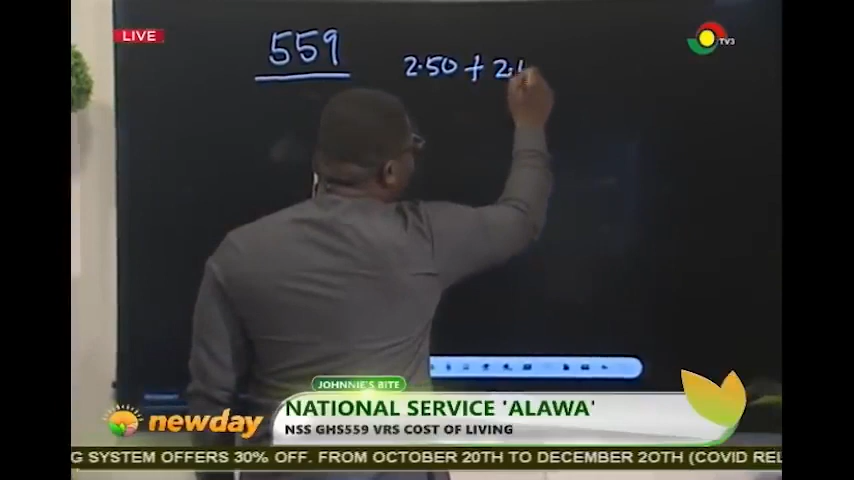 LIVE
559
2.50 + 2.
TV3
JOHNNIE'S BITE
newday
NATIONAL SERVICE 'ALAWA'
NSS GHS559 VRS COST OF LIVING
G SYSTEM OFFERS 30% OFF. FROM OCTOBER 20TH TO DECEMBER 20TH (COVID REL